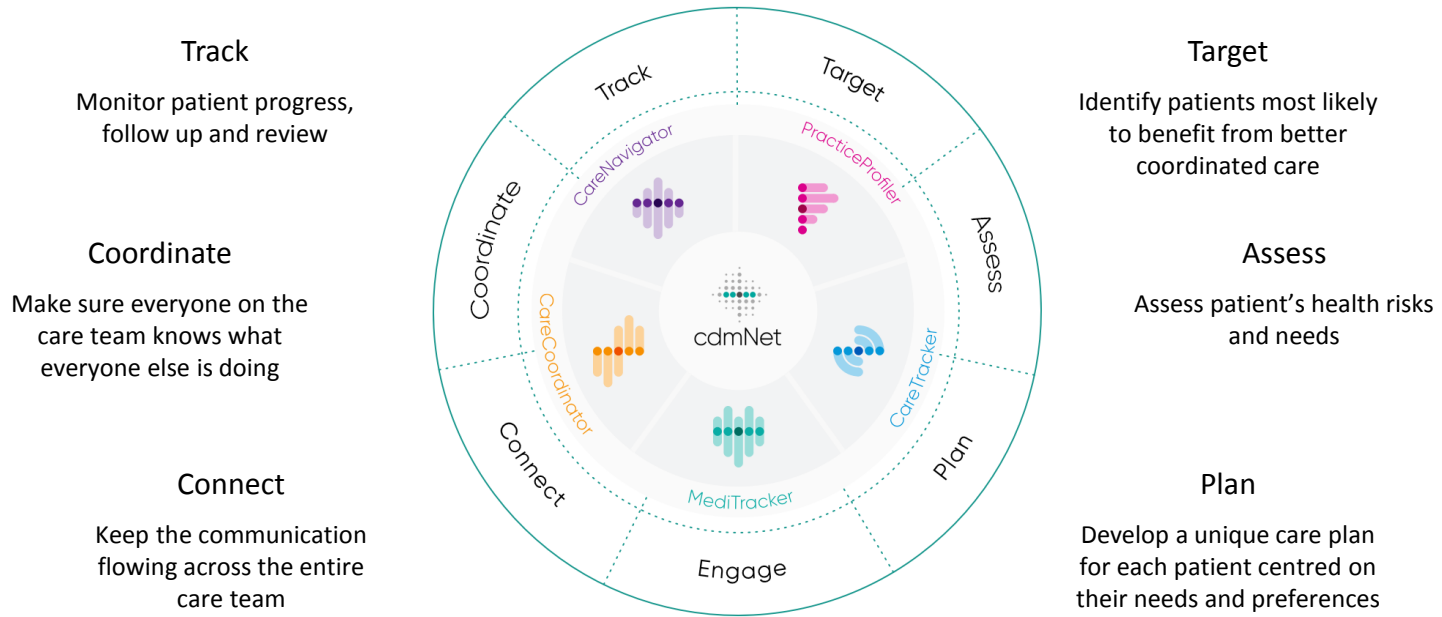 Track
Monitor patient progress,
follow up and review
Coordinate
Make sure everyone on the
care team knows what
everyone else is doing
Connect
Keep the communication
flowing across the entire
care team
Track
Target
Assess
Plan
Engage
Connect
Coordinate
CareNavigator
PracticeProfiler
CareTracker
MediTracker
CareCoordinator
cdmNet
Target
Identify patients most likely
to benefit from better
coordinated care
Assess
Assess patient’s health risks
and needs
Plan
Develop a unique care plan
for each patient centred on
their needs and preferences